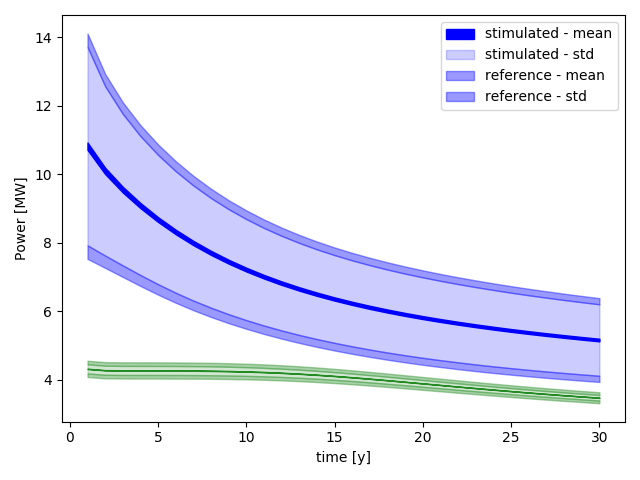 stimulated - mean
stimulated - std
reference - mean
reference - std
Power [MW]
14
12
10
8
6
4
0 5 10 15 20 25 30
time [y]